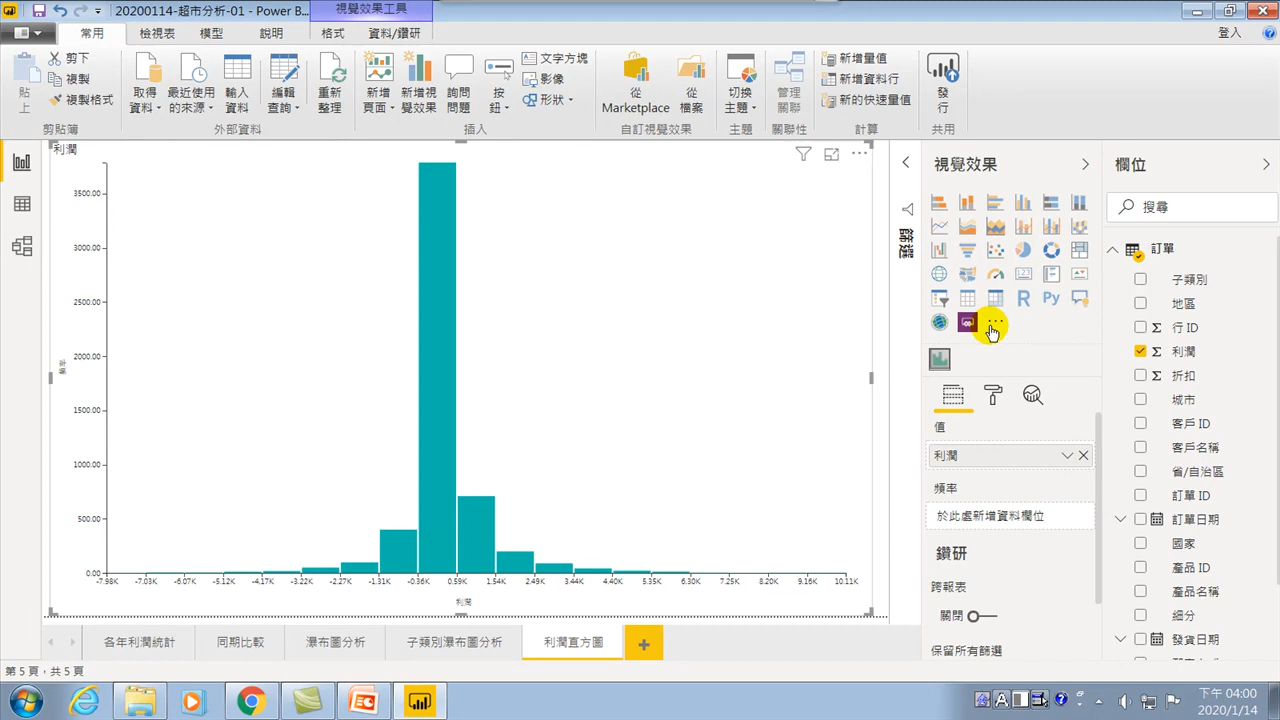 20200114-超市分析-01 - Power B...
視覺效果工具
常用
檢視表
模型
說明
格式
資料/鑽研
登入
貼上
剪下
複製
複製格式
取得資料
最近使用的來源
輸入資料
編輯查詢
重新整理
新增頁面
新增視覺效果
詢問問題
按鈕
文字方塊
影像
形狀
從 Marketplace
從檔案
切換主題
管理關聯
新增量值
新增資料行
新的快速量值
發行
剪貼簿
外部資料
插入
自訂視覺效果
主題
關聯性
計算
共用
利潤
3500.00
3000.00
2500.00
2000.00
1500.00
1000.00
500.00
0.00
頻率
-7.98K
-7.03K
-6.07K
-5.12K
-4.17K
-3.22K
-2.27K
-1.31K
-0.36K
0.59K
1.54K
2.49K
3.44K
4.40K
5.35K
6.30K
7.25K
8.20K
9.16K
10.11K
利潤
篩選
視覺效果
R
Py
值
利潤
頻率
於此處新增資料欄位
鑽研
跨報表
關閉
保留所有篩選
欄位
搜尋
訂單
子類別
地區
Σ 行 ID
Σ 利潤
Σ 折扣
城市
客戶 ID
客戶名稱
省/自治區
訂單 ID
訂單日期
國家
產品 ID
產品名稱
細分
發貨日期
各年利潤統計
同期比較
瀑布圖分析
子類別瀑布圖分析
利潤直方圖
第 5 頁，共 5 頁
下午 04:00
2020/1/14